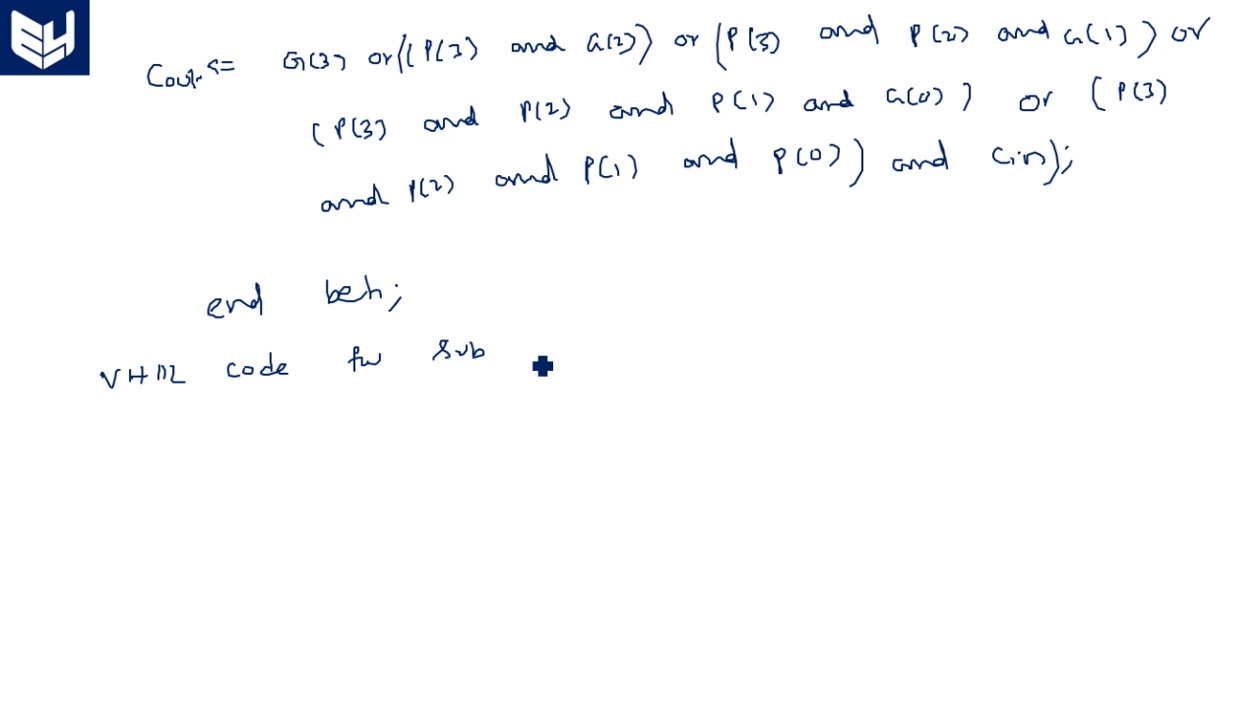 Cout <= G(3) or ((P(3) and G(2)) or (P(3) and P(2) and G(1)) or
(P(3) and P(2) and P(1) and G(0)) or (P(3)
and P(2) and P(1) and P(0)) and Cin);
end beh;
VHDL code for sub